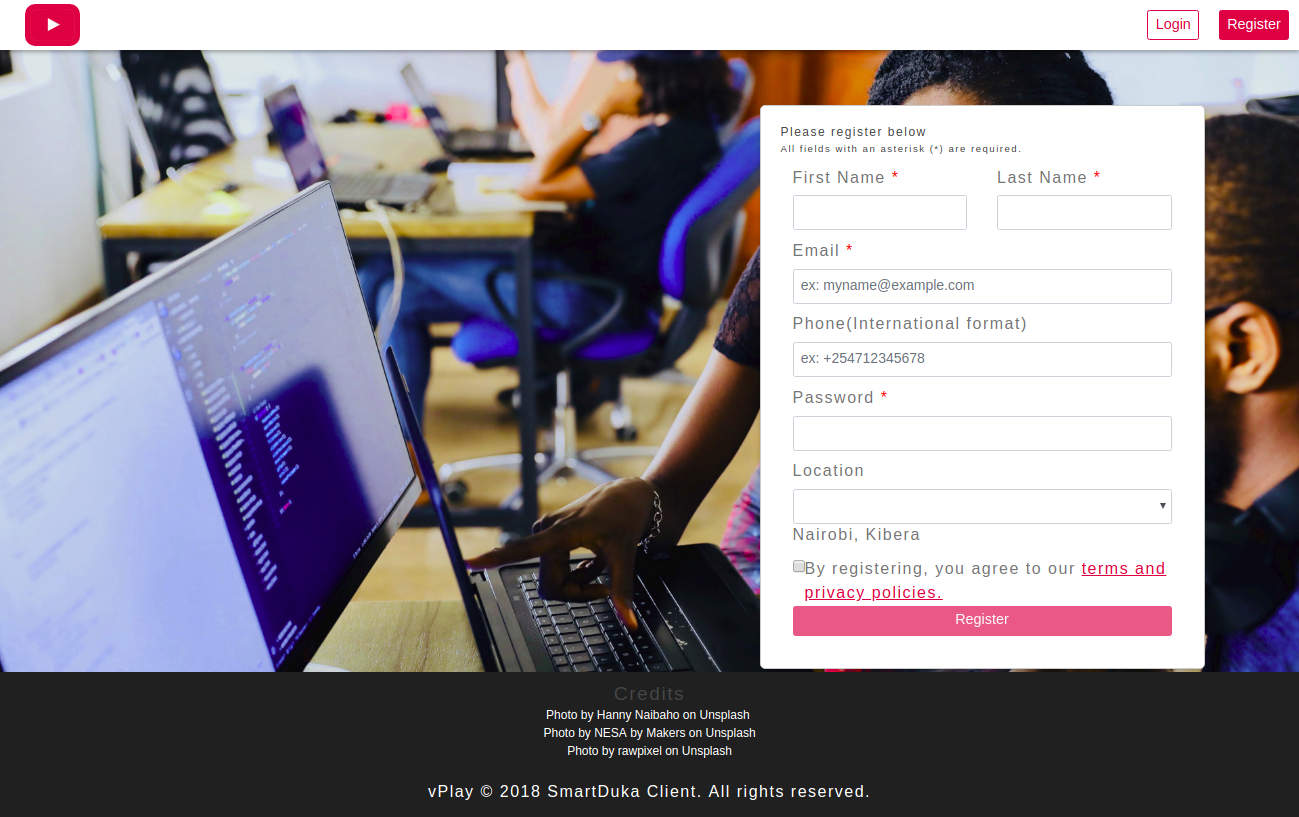 Login Register
Please register below
All fields with an asterisk (*) are required.
First Name * Last Name *
Email *
ex: myname@example.com
Phone(International format)
ex: +254712345678
Password *
Location
Nairobi, Kibera
By registering, you agree to our terms and
privacy policies.
Register
Credits
Photo by Hanny Naibaho on Unsplash
Photo by NESA by Makers on Unsplash
Photo by rawpixel on Unsplash
vPlay © 2018 SmartDuka Client. All rights reserved.